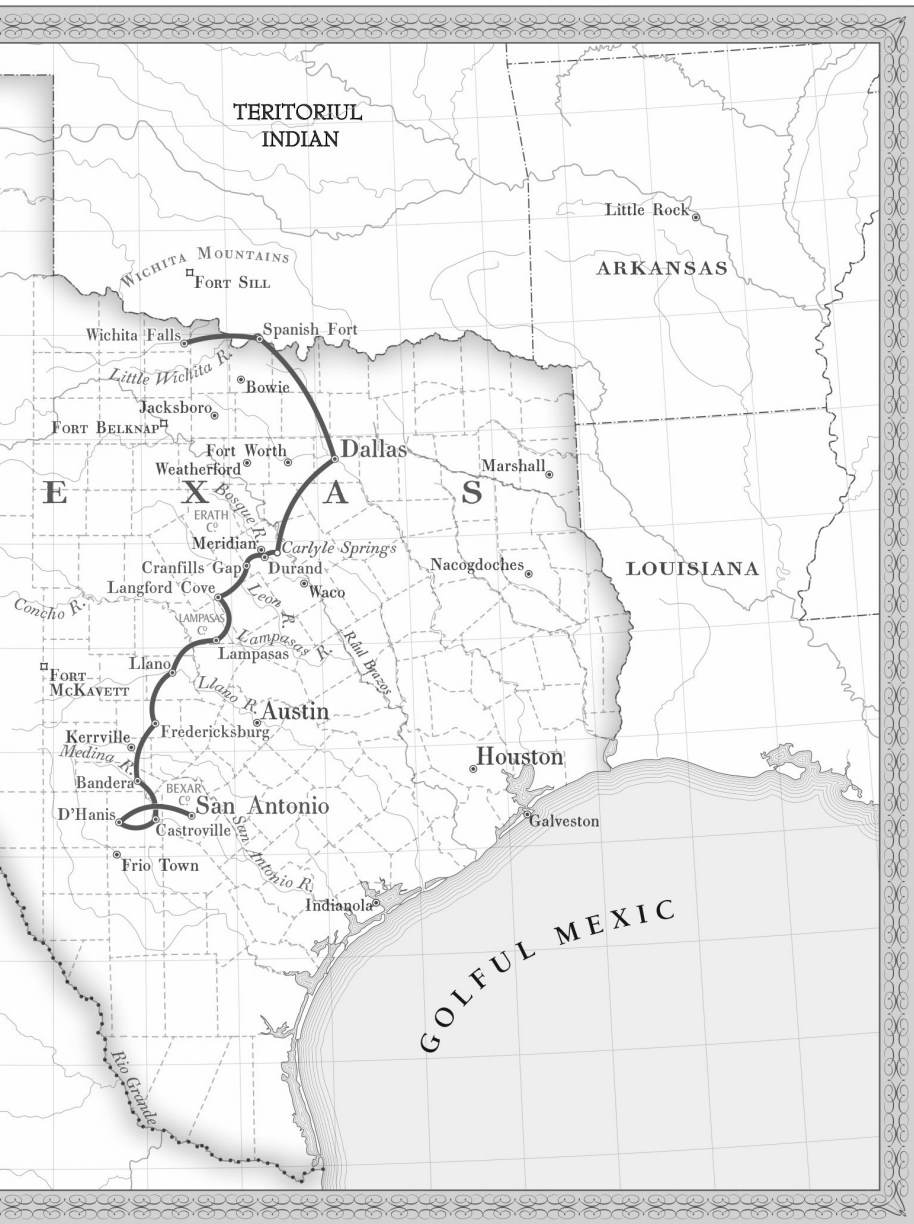 TERITORIUL
INDIAN
Little Rock
ARKANSAS
WICHITA MOUNTAINS
FORT SILL
Wichita Falls
Spanish Fort
Little Wichita R.
Bowie
Jacksboro
FORT BELKNAP
Fort Worth
Dallas
Weatherford
Marshall
E X A S
Bosque R.
ERATH
Cº
Meridian
Carlyle Springs
Cranfills Gap
Durand
Nacogdoches
LOUISIANA
Langford Cove
Leon R.
Waco
Concho R.
LAMPASAS
Cº
Lampasas R.
Lampasas
Râul Brazos
Llano
FORT
MCKAVETT
Llano R.
Austin
Fredericksburg
Kerrville
Medina R.
Houston
Bandera
BEXAR
Cº
San Antonio
D'Hanis
Castroville
Galveston
San Antonio R.
Frio Town
Indianola
GOLFUL MEXIC
Rio Grande